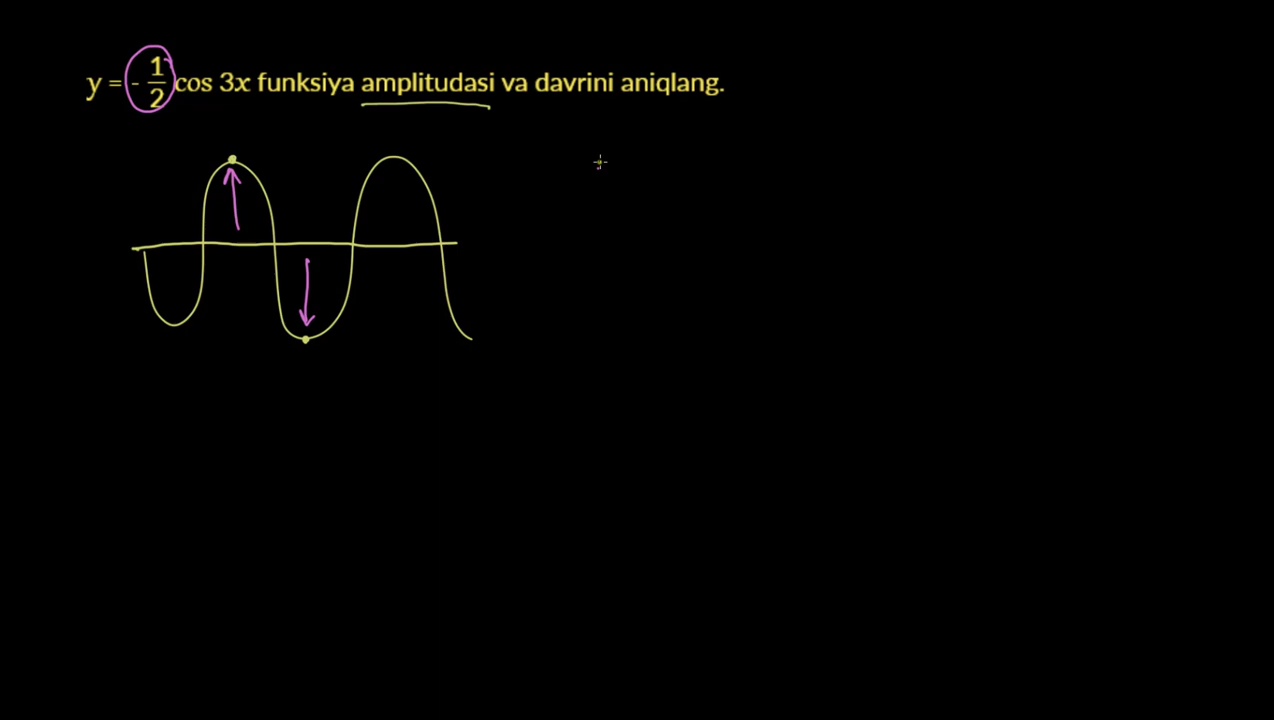 y = - 1/2 cos 3x funksiya amplitudasi va davrini aniqlang.